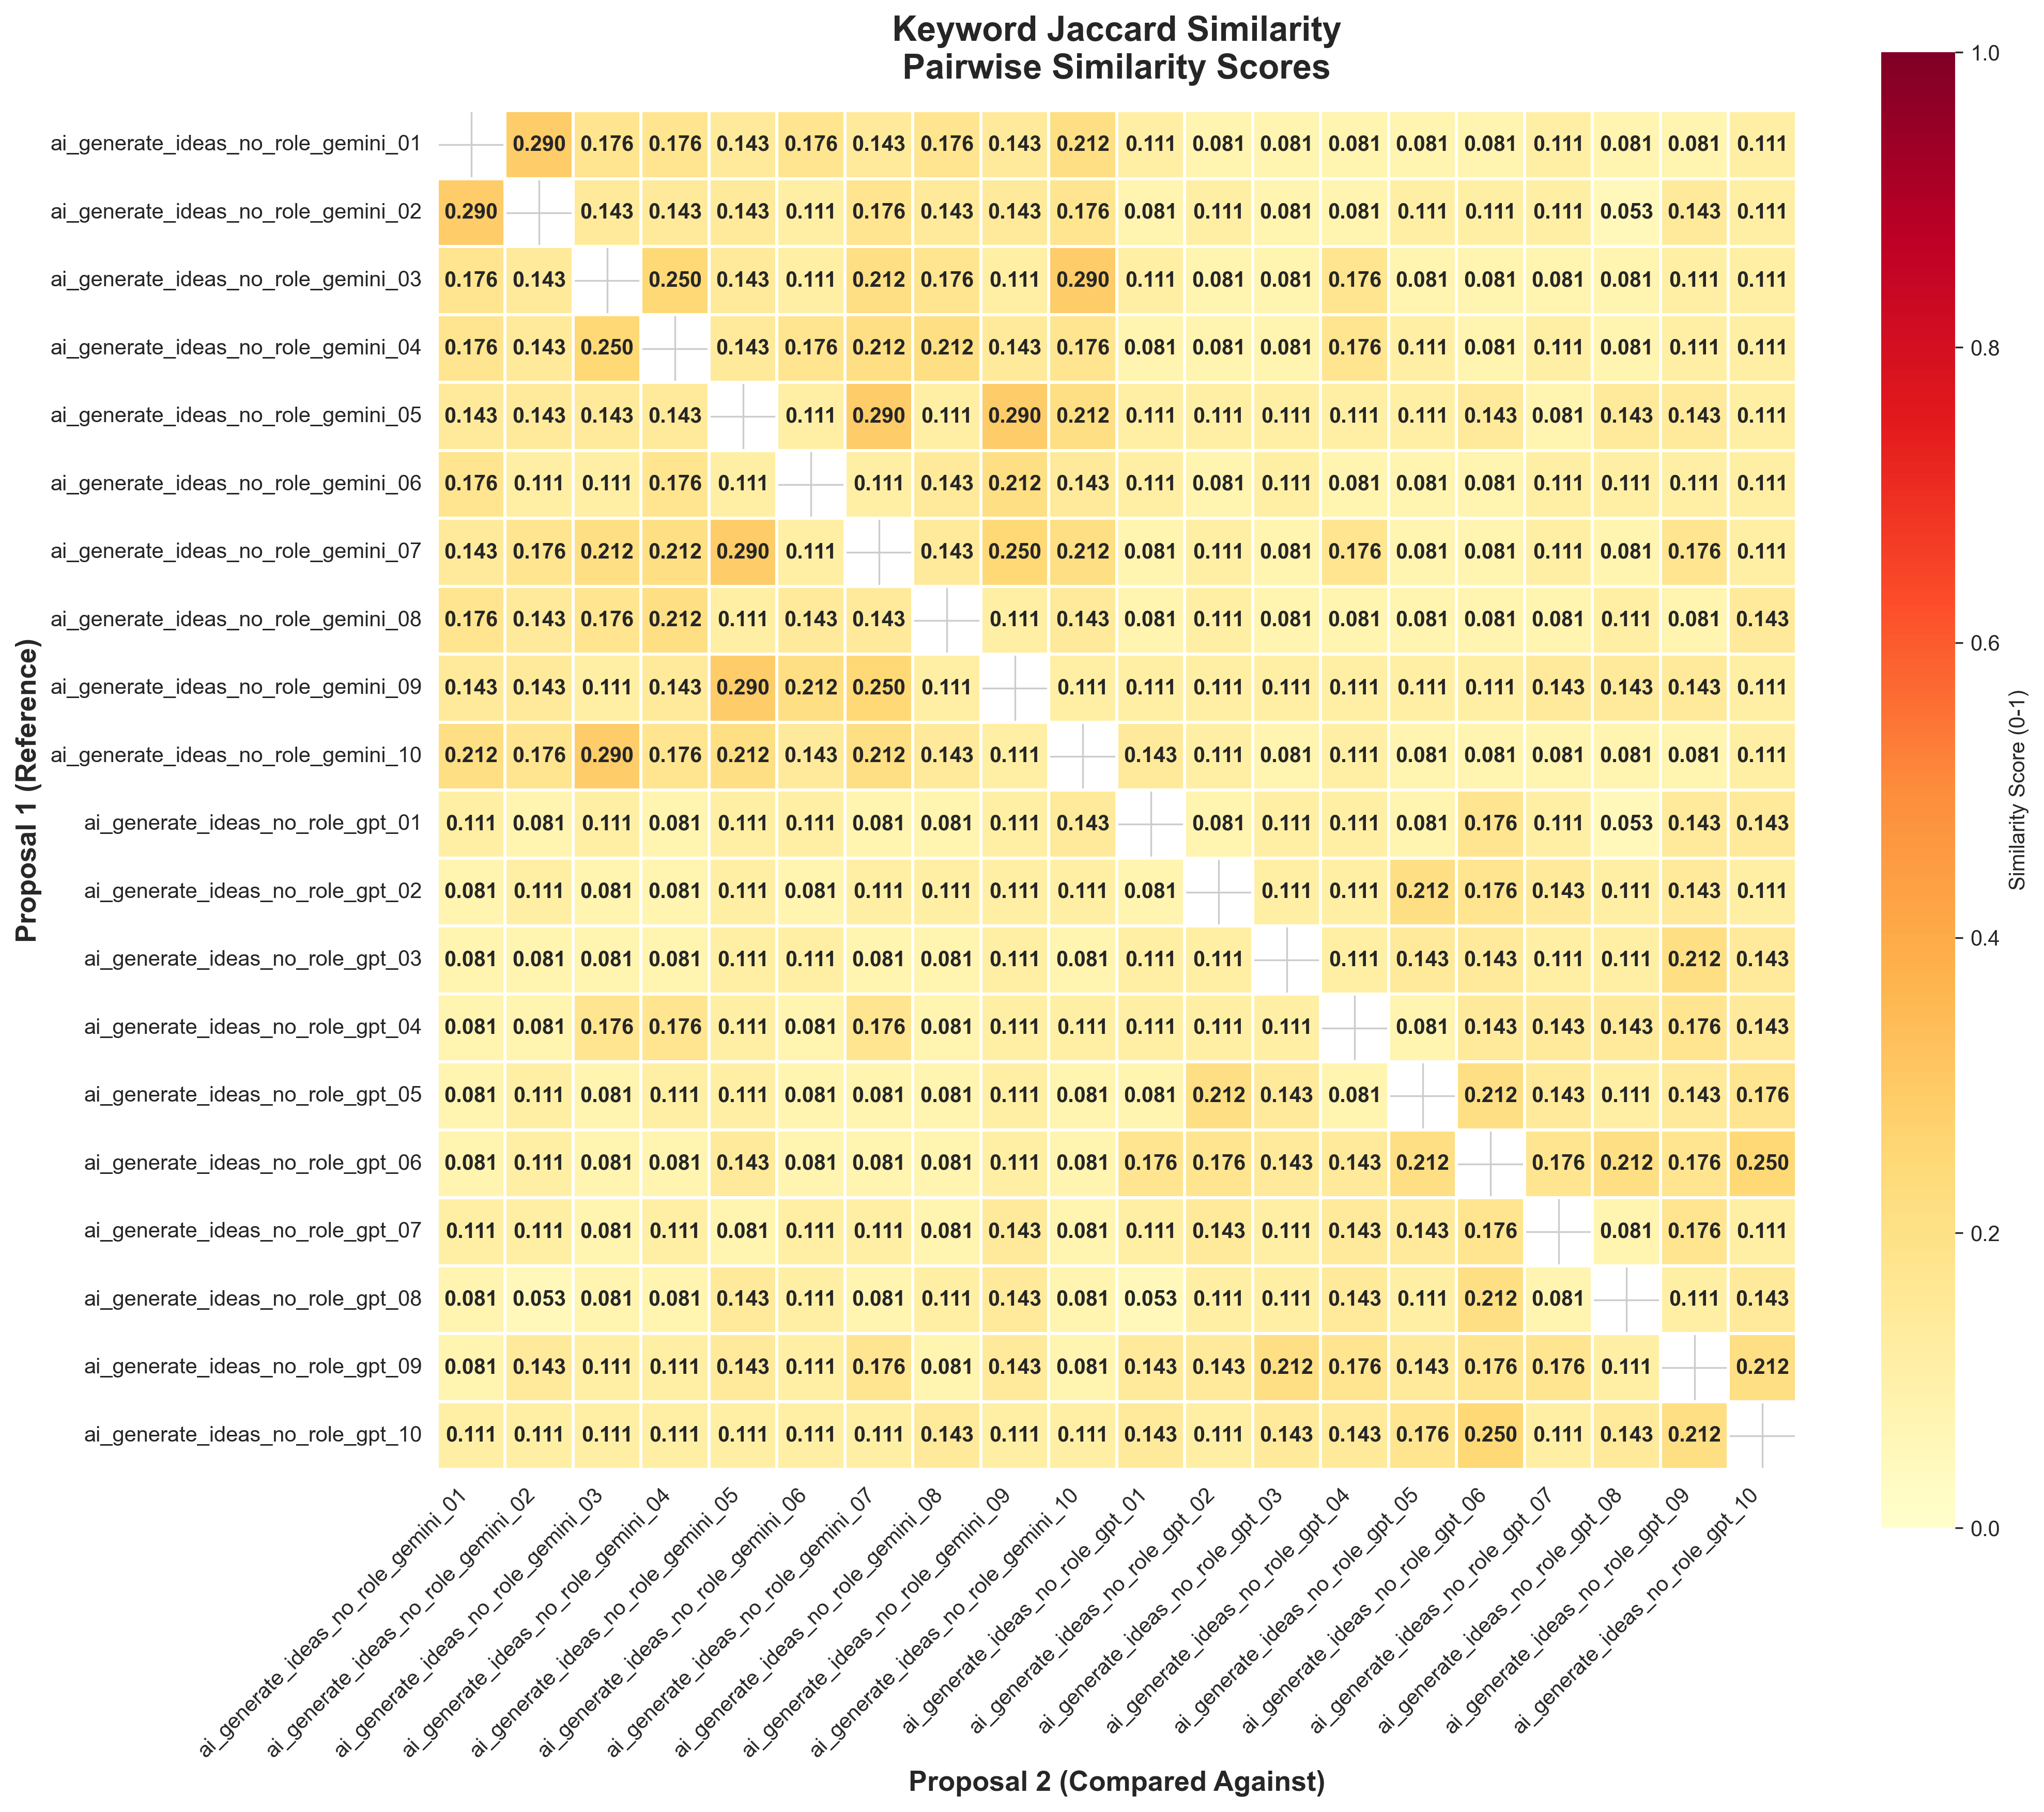 Keyword Jaccard Similarity
Pairwise Similarity Scores
ai_generate_ideas_no_role_gemini_01 0.290 0.176 0.176 0.143 0.176 0.143 0.176 0.143 0.212 0.111 0.081 0.081 0.081 0.081 0.081 0.111 0.081 0.081 0.111
ai_generate_ideas_no_role_gemini_02 0.290 0.143 0.143 0.143 0.111 0.176 0.143 0.143 0.176 0.081 0.111 0.081 0.081 0.111 0.111 0.111 0.053 0.143 0.111
ai_generate_ideas_no_role_gemini_03 0.176 0.143 0.250 0.143 0.111 0.212 0.176 0.111 0.290 0.111 0.081 0.081 0.176 0.081 0.081 0.081 0.081 0.111 0.111
ai_generate_ideas_no_role_gemini_04 0.176 0.143 0.250 0.143 0.176 0.212 0.212 0.143 0.176 0.081 0.081 0.081 0.176 0.111 0.081 0.111 0.081 0.111 0.111
ai_generate_ideas_no_role_gemini_05 0.143 0.143 0.143 0.143 0.111 0.290 0.111 0.290 0.212 0.111 0.111 0.111 0.111 0.111 0.143 0.081 0.143 0.143 0.111
ai_generate_ideas_no_role_gemini_06 0.176 0.111 0.111 0.176 0.111 0.111 0.143 0.212 0.143 0.111 0.081 0.111 0.081 0.081 0.081 0.111 0.111 0.111 0.111
ai_generate_ideas_no_role_gemini_07 0.143 0.176 0.212 0.212 0.290 0.111 0.143 0.250 0.212 0.081 0.111 0.081 0.176 0.081 0.081 0.111 0.081 0.176 0.111
ai_generate_ideas_no_role_gemini_08 0.176 0.143 0.176 0.212 0.111 0.143 0.143 0.111 0.143 0.081 0.111 0.081 0.081 0.081 0.081 0.081 0.111 0.081 0.143
ai_generate_ideas_no_role_gemini_09 0.143 0.143 0.111 0.143 0.290 0.212 0.250 0.111 0.111 0.111 0.111 0.111 0.111 0.111 0.111 0.143 0.143 0.143 0.111
ai_generate_ideas_no_role_gemini_10 0.212 0.176 0.290 0.176 0.212 0.143 0.212 0.143 0.111 0.143 0.111 0.081 0.111 0.081 0.081 0.081 0.081 0.081 0.111
ai_generate_ideas_no_role_gpt_01 0.111 0.081 0.111 0.081 0.111 0.111 0.081 0.081 0.111 0.143 0.081 0.111 0.111 0.081 0.176 0.111 0.053 0.143 0.143
ai_generate_ideas_no_role_gpt_02 0.081 0.111 0.081 0.081 0.111 0.081 0.111 0.111 0.111 0.111 0.081 0.111 0.111 0.212 0.176 0.143 0.111 0.143 0.111
ai_generate_ideas_no_role_gpt_03 0.081 0.081 0.081 0.081 0.111 0.111 0.081 0.081 0.111 0.081 0.111 0.111 0.111 0.143 0.143 0.111 0.111 0.212 0.143
ai_generate_ideas_no_role_gpt_04 0.081 0.081 0.176 0.176 0.111 0.081 0.176 0.081 0.111 0.111 0.111 0.111 0.111 0.081 0.143 0.143 0.143 0.176 0.143
ai_generate_ideas_no_role_gpt_05 0.081 0.111 0.081 0.111 0.111 0.081 0.081 0.081 0.111 0.081 0.081 0.212 0.143 0.081 0.212 0.143 0.111 0.143 0.176
ai_generate_ideas_no_role_gpt_06 0.081 0.111 0.081 0.081 0.143 0.081 0.081 0.081 0.111 0.081 0.176 0.176 0.143 0.143 0.212 0.176 0.212 0.176 0.250
ai_generate_ideas_no_role_gpt_07 0.111 0.111 0.081 0.111 0.081 0.111 0.111 0.081 0.143 0.081 0.111 0.143 0.111 0.143 0.143 0.176 0.081 0.176 0.111
ai_generate_ideas_no_role_gpt_08 0.081 0.053 0.081 0.081 0.143 0.111 0.081 0.111 0.143 0.081 0.053 0.111 0.111 0.143 0.111 0.212 0.081 0.111 0.143
ai_generate_ideas_no_role_gpt_09 0.081 0.143 0.111 0.111 0.143 0.111 0.176 0.081 0.143 0.081 0.143 0.143 0.212 0.176 0.143 0.176 0.176 0.111 0.212
ai_generate_ideas_no_role_gpt_10 0.111 0.111 0.111 0.111 0.111 0.111 0.111 0.143 0.111 0.111 0.143 0.111 0.143 0.143 0.176 0.250 0.111 0.143 0.212
Proposal 1 (Reference)
ai_generate_ideas_no_role_gemini_01
ai_generate_ideas_no_role_gemini_02
ai_generate_ideas_no_role_gemini_03
ai_generate_ideas_no_role_gemini_04
ai_generate_ideas_no_role_gemini_05
ai_generate_ideas_no_role_gemini_06
ai_generate_ideas_no_role_gemini_07
ai_generate_ideas_no_role_gemini_08
ai_generate_ideas_no_role_gemini_09
ai_generate_ideas_no_role_gemini_10
ai_generate_ideas_no_role_gpt_01
ai_generate_ideas_no_role_gpt_02
ai_generate_ideas_no_role_gpt_03
ai_generate_ideas_no_role_gpt_04
ai_generate_ideas_no_role_gpt_05
ai_generate_ideas_no_role_gpt_06
ai_generate_ideas_no_role_gpt_07
ai_generate_ideas_no_role_gpt_08
ai_generate_ideas_no_role_gpt_09
ai_generate_ideas_no_role_gpt_10
Proposal 2 (Compared Against)
1.0
0.8
0.6
0.4
0.2
0.0
Similarity Score (0-1)